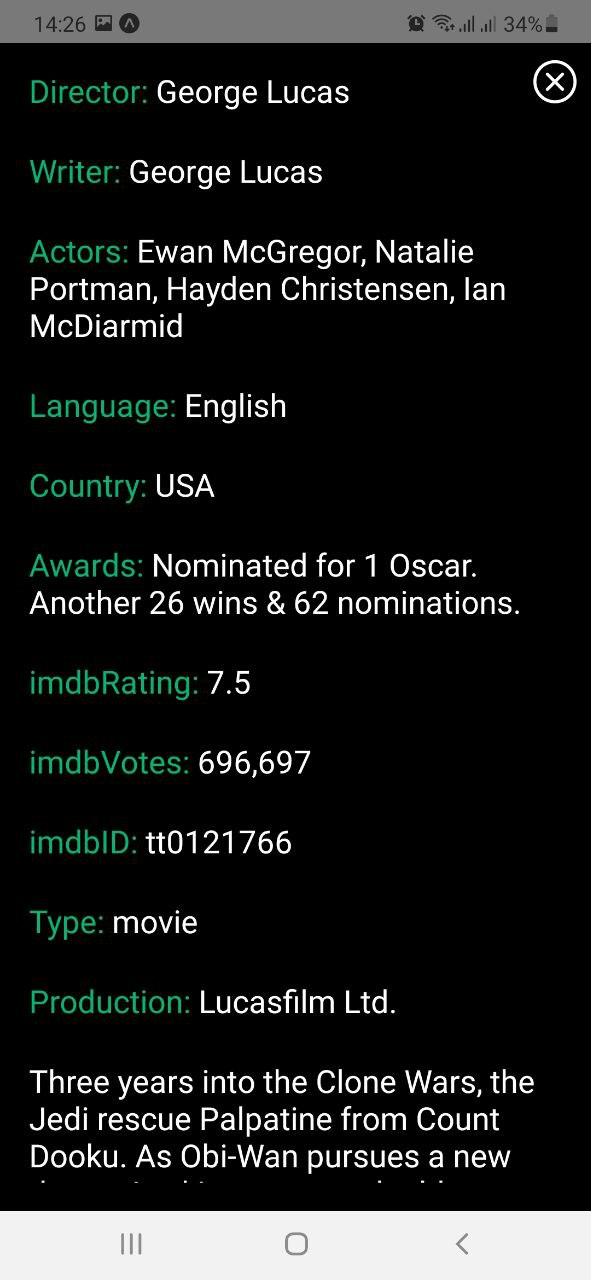 14:26 34%
Director: George Lucas
Writer: George Lucas
Actors: Ewan McGregor, Natalie
Portman, Hayden Christensen, Ian
McDiarmid
Language: English
Country: USA
Awards: Nominated for 1 Oscar.
Another 26 wins & 62 nominations.
imdbRating: 7.5
imdbVotes: 696,697
imdbID: tt0121766
Type: movie
Production: Lucasfilm Ltd.
Three years into the Clone Wars, the
Jedi rescue Palpatine from Count
Dooku. As Obi-Wan pursues a new